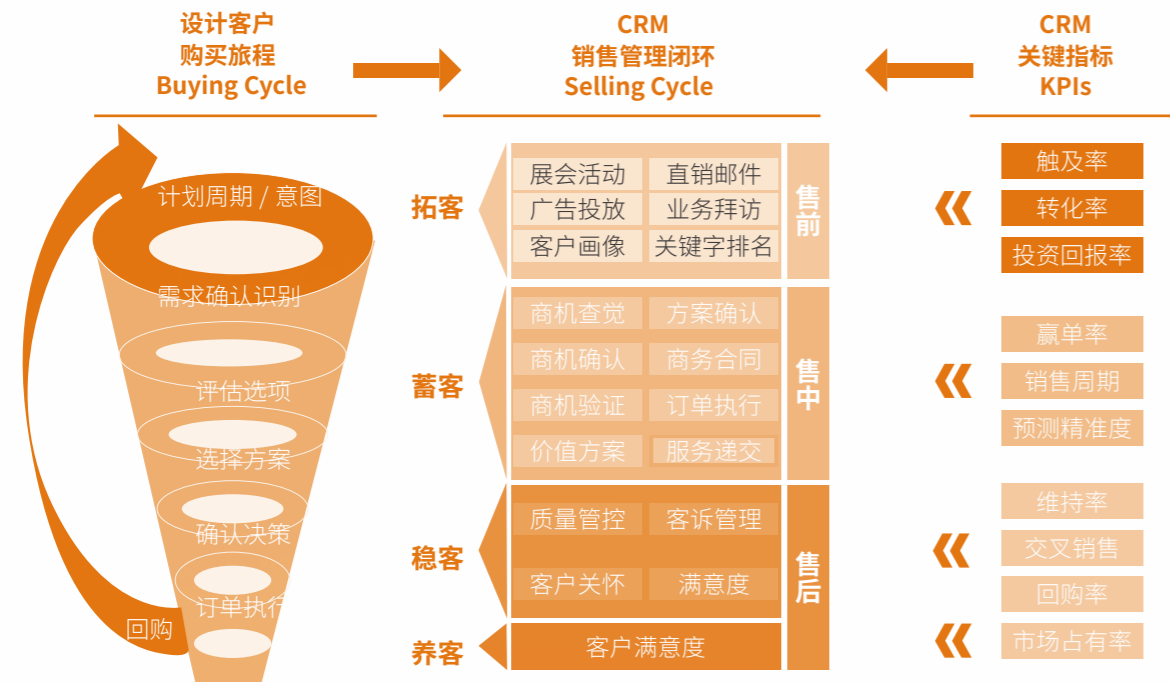 设计客户
购买旅程
Buying Cycle
CRM
销售管理闭环
Selling Cycle
CRM
关键指标
KPIs
计划周期 / 意图
需求确认识别
评估选项
选择方案
确认决策
订单执行
回购
拓客
展会活动
直销邮件
广告投放
业务拜访
客户画像
关键字排名
售前
蓄客
商机查觉
方案确认
商机确认
商务合同
商机验证
订单执行
价值方案
服务递交
售中
稳客
质量管控
客诉管理
客户关怀
满意度
售后
养客
客户满意度
触及率
转化率
投资回报率
赢单率
销售周期
预测精准度
维持率
交叉销售
回购率
市场占有率